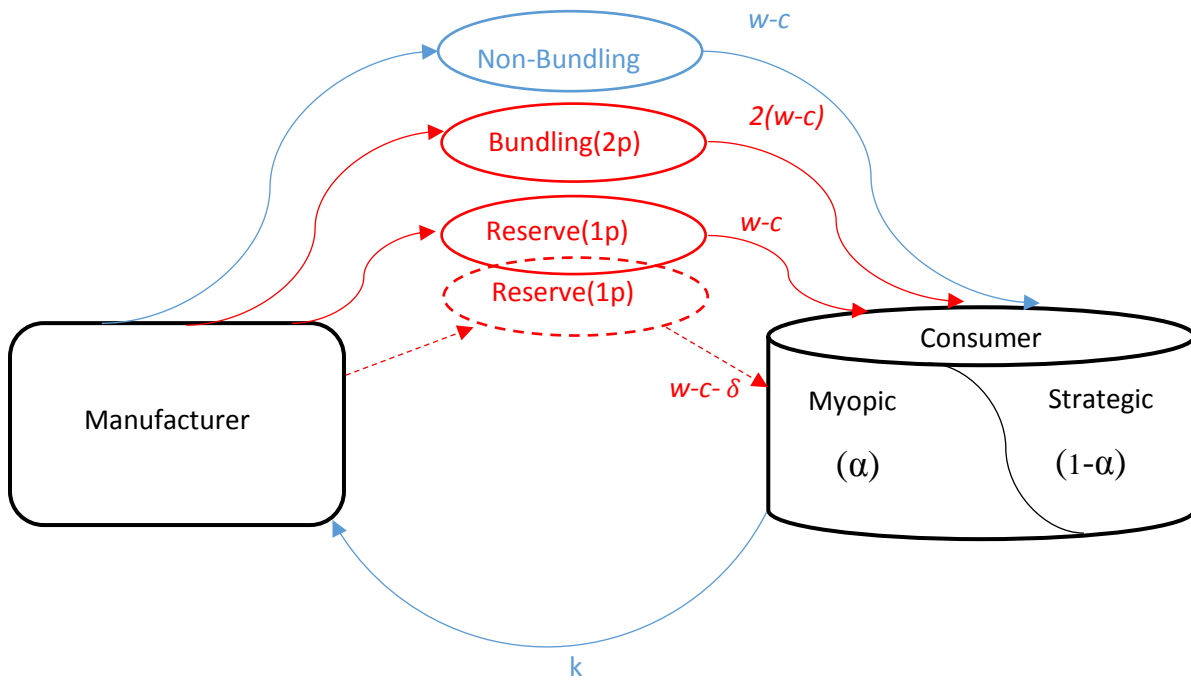 w-c
Non-Bundling
2(w-c)
Bundling(2p)
w-c
Reserve(1p)
Reserve(1p)
Consumer
w-c- δ
Myopic
Strategic
Manufacturer
(α)
(1-α)
k